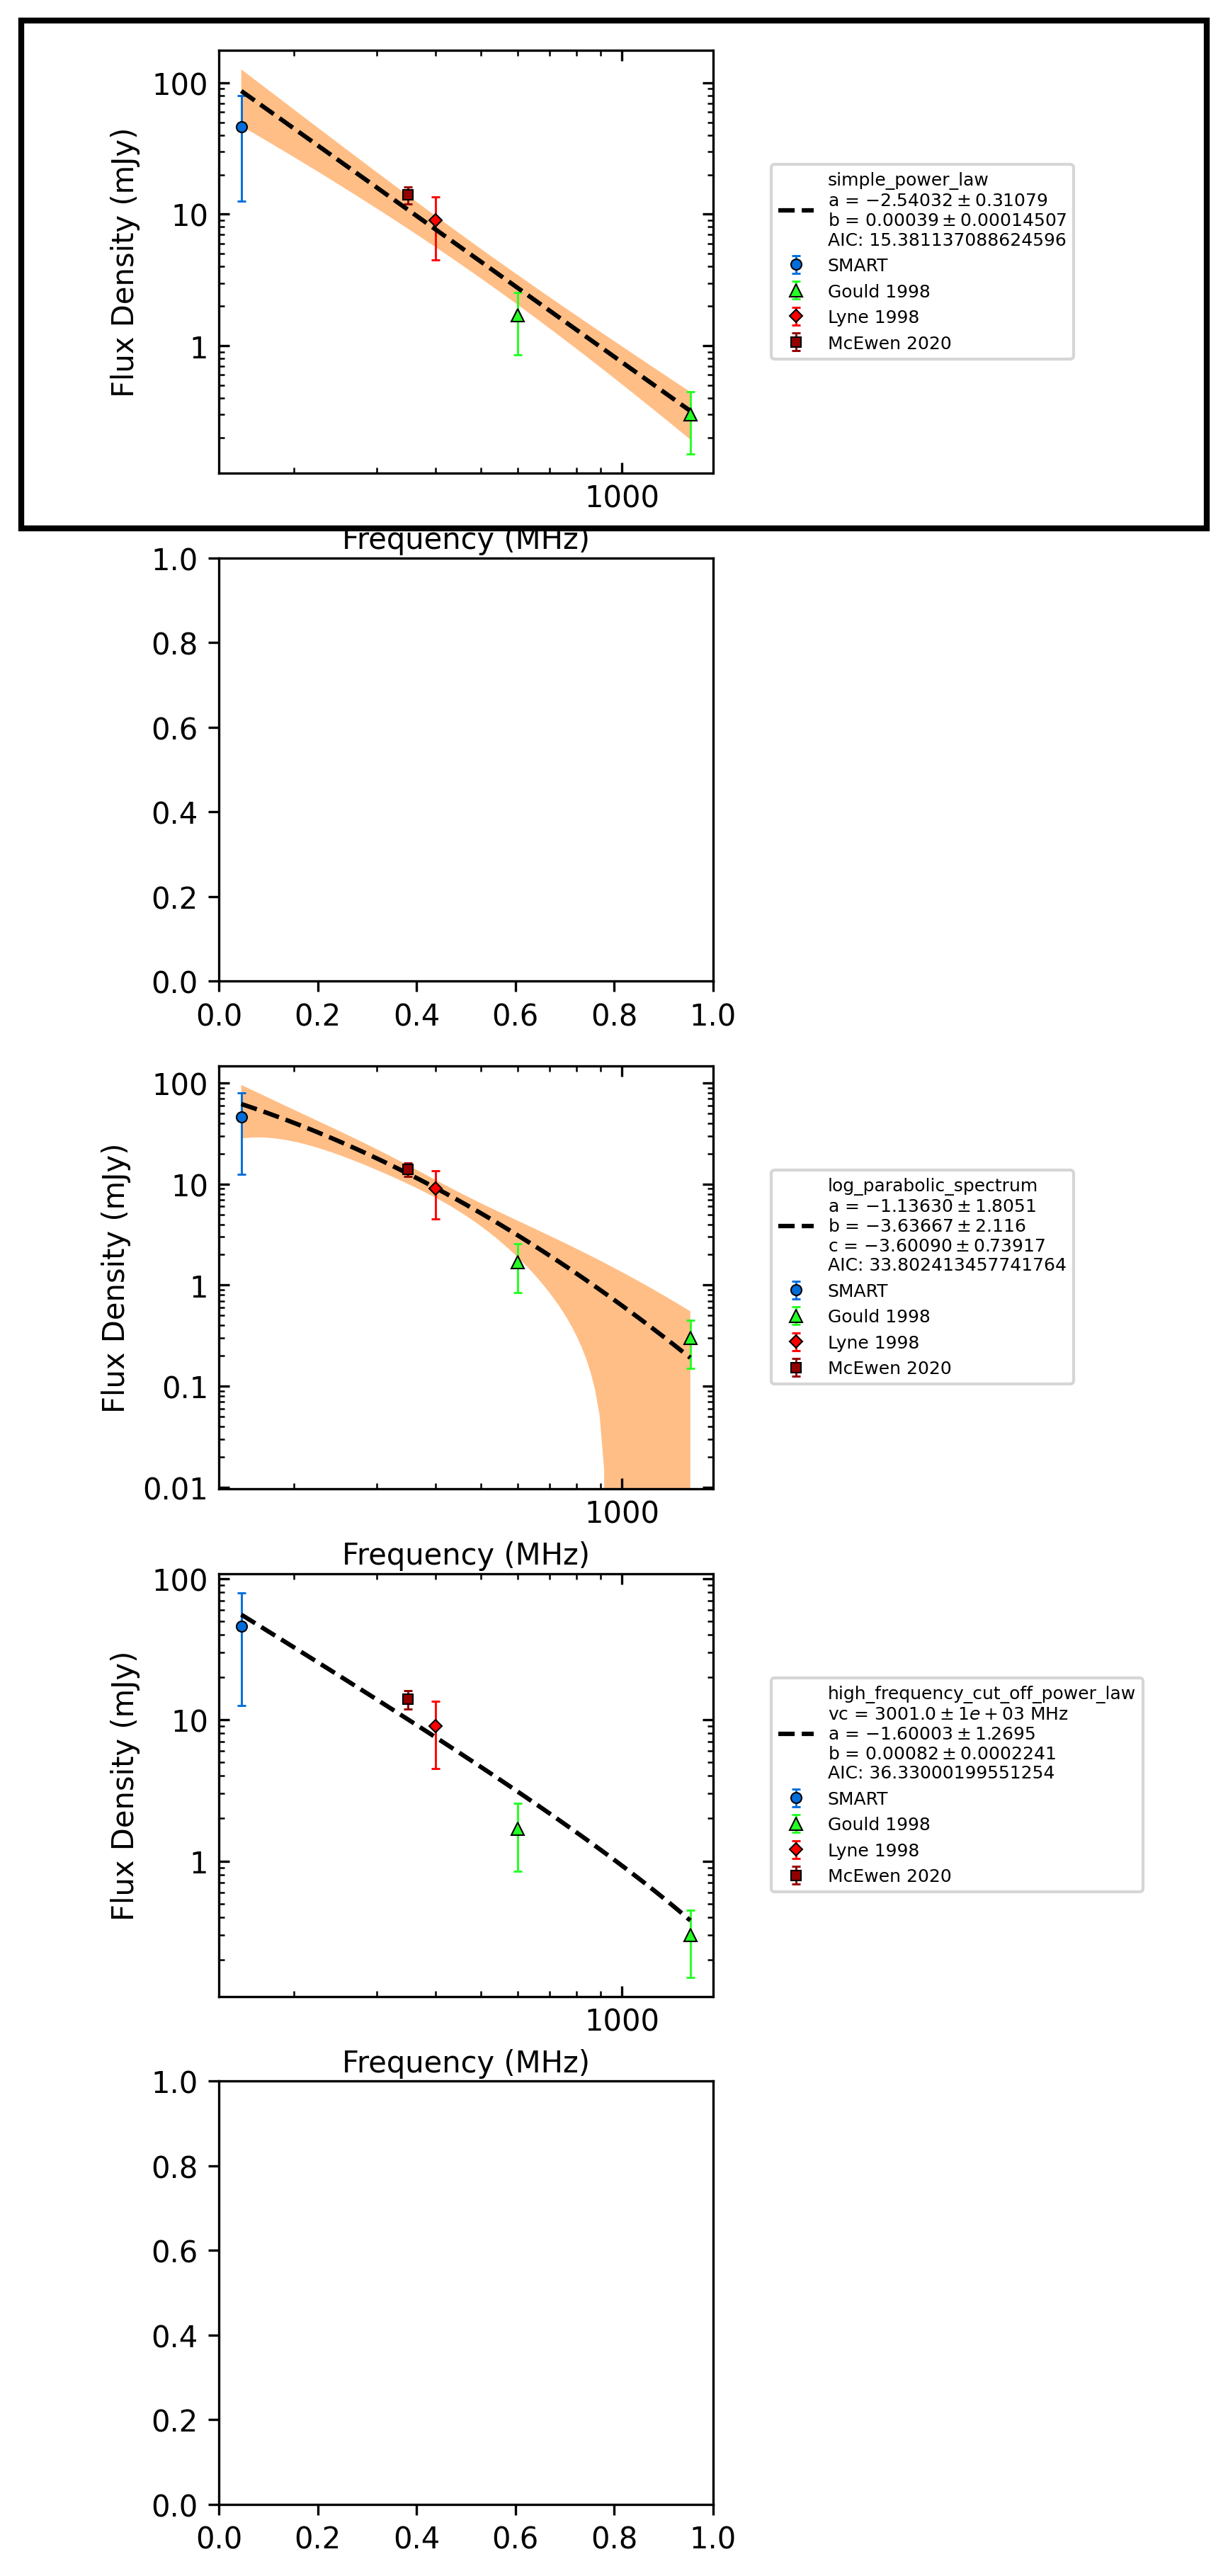 100
10
1
Flux Density (mJy)
1000
Frequency (MHz)
simple_power_law
a = −2.54032 ± 0.31079
b = 0.00039 ± 0.00014507
AIC: 15.381137088624596
SMART
Gould 1998
Lyne 1998
McEwen 2020
1.0
0.8
0.6
0.4
0.2
0.0
0.0 0.2 0.4 0.6 0.8 1.0
100
10
1
0.1
0.01
Flux Density (mJy)
1000
Frequency (MHz)
log_parabolic_spectrum
a = −1.13630 ± 1.8051
b = −3.63667 ± 2.116
c = −3.60090 ± 0.73917
AIC: 33.802413457741764
SMART
Gould 1998
Lyne 1998
McEwen 2020
100
10
1
Flux Density (mJy)
1000
Frequency (MHz)
high_frequency_cut_off_power_law
vc = 3001.0 ± 1e + 03 MHz
a = −1.60003 ± 1.2695
b = 0.00082 ± 0.0002241
AIC: 36.33000199551254
SMART
Gould 1998
Lyne 1998
McEwen 2020
1.0
0.8
0.6
0.4
0.2
0.0
0.0 0.2 0.4 0.6 0.8 1.0